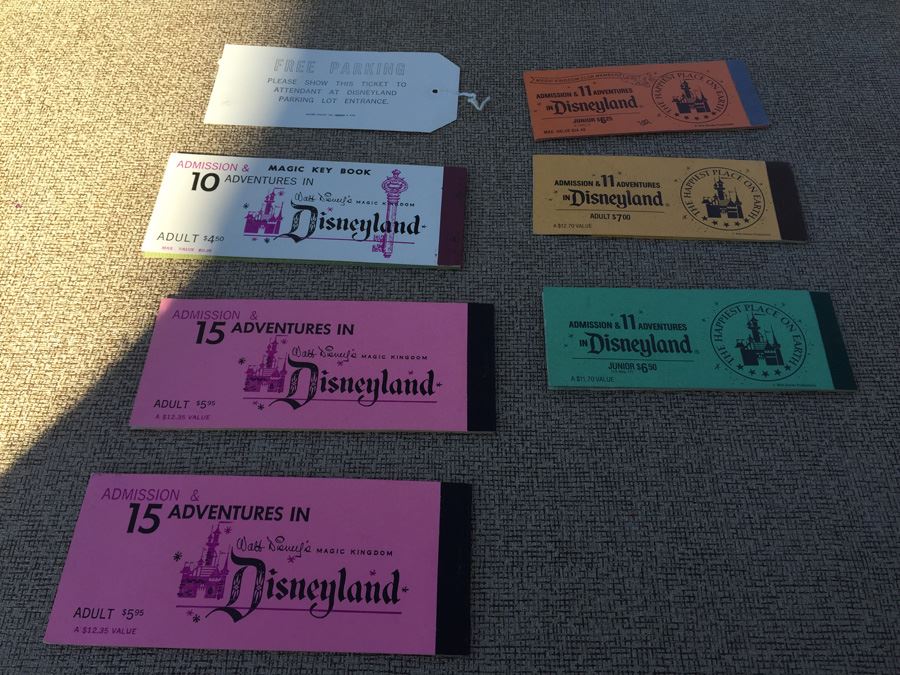 FREE PARKING
PLEASE SHOW THIS TICKET TO
ATTENDANT AT DISNEYLAND
PARKING LOT ENTRANCE.
ADMISSION & MAGIC KEY BOOK
10 ADVENTURES IN
Walt Disney's MAGIC KINGDOM
Disneyland
ADULT $4.50
ADMISSION &
15 ADVENTURES IN
Walt Disney's MAGIC KINGDOM
Disneyland
ADULT $5.95
A $12.35 VALUE
ADMISSION &
15 ADVENTURES IN
Walt Disney's MAGIC KINGDOM
Disneyland
ADULT $5.95
A $12.35 VALUE
ADMISSION & 11 ADVENTURES
IN Disneyland
JUNIOR $6.25
THE HAPPIEST PLACE ON EARTH
ADMISSION & 11 ADVENTURES
IN Disneyland
ADULT $7.00
A $12.70 VALUE
THE HAPPIEST PLACE ON EARTH
ADMISSION & 11 ADVENTURES
IN Disneyland
JUNIOR $6.50
A $11.70 VALUE
THE HAPPIEST PLACE ON EARTH